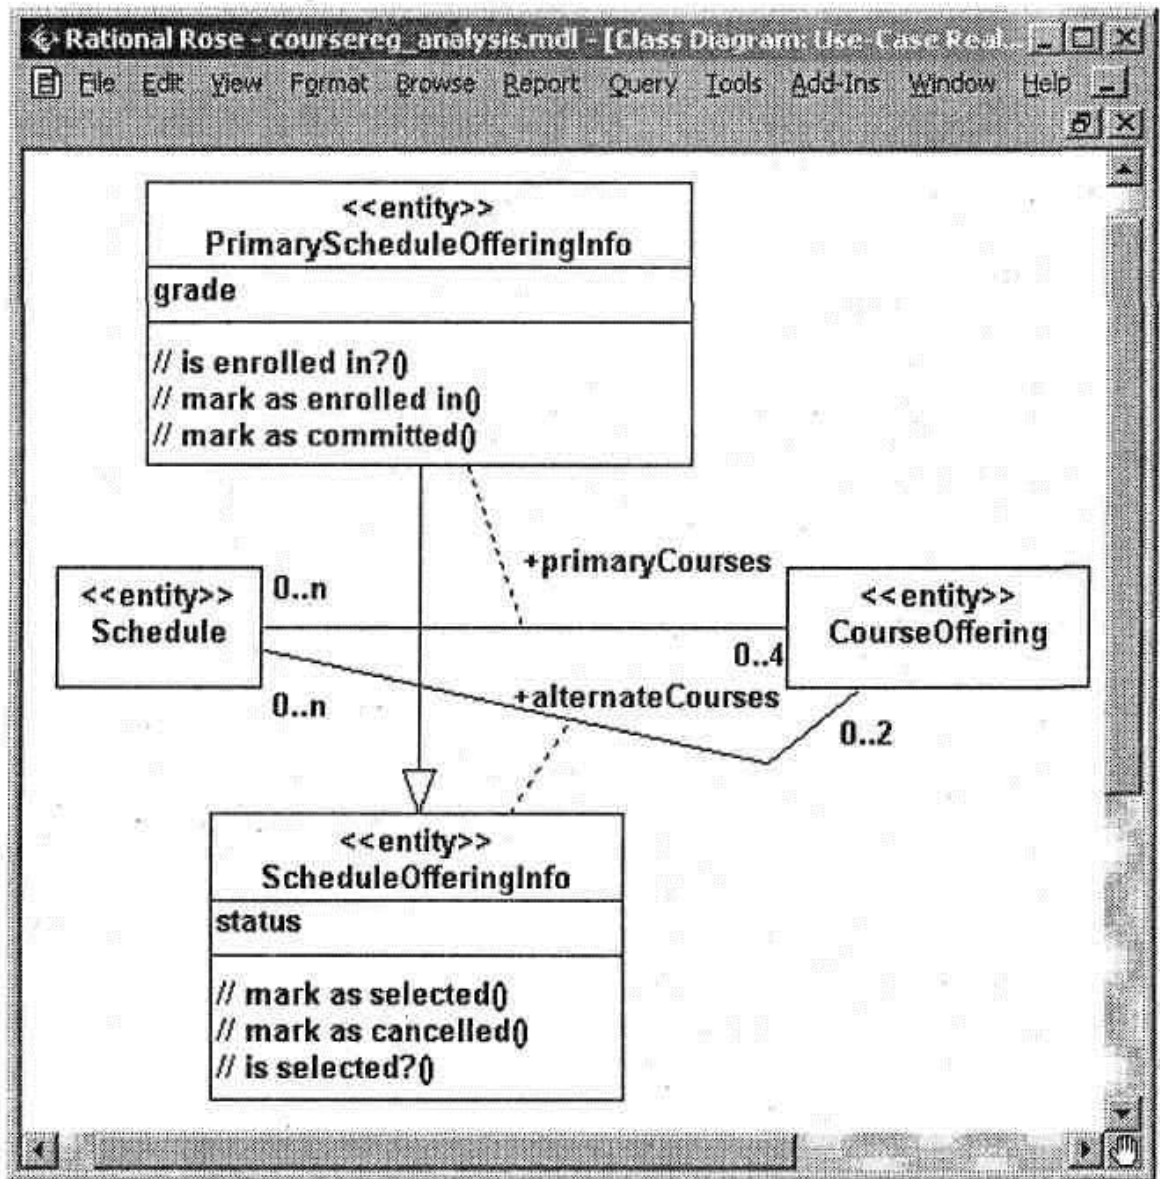 Rational Rose - coursereg_analysis.mdl - [Class Diagram: Use-Case Real...
File Edit View Format Browse Report Query Tools Add-Ins Window Help
<<entity>>
PrimaryScheduleOfferingInfo
grade
// is enrolled in?()
// mark as enrolled in()
// mark as committed()
+primaryCourses
<<entity>>
Schedule
0..n
<<entity>>
CourseOffering
0..4
0..n
+alternateCourses
0..2
<<entity>>
ScheduleOfferingInfo
status
// mark as selected()
// mark as cancelled()
// is selected?()